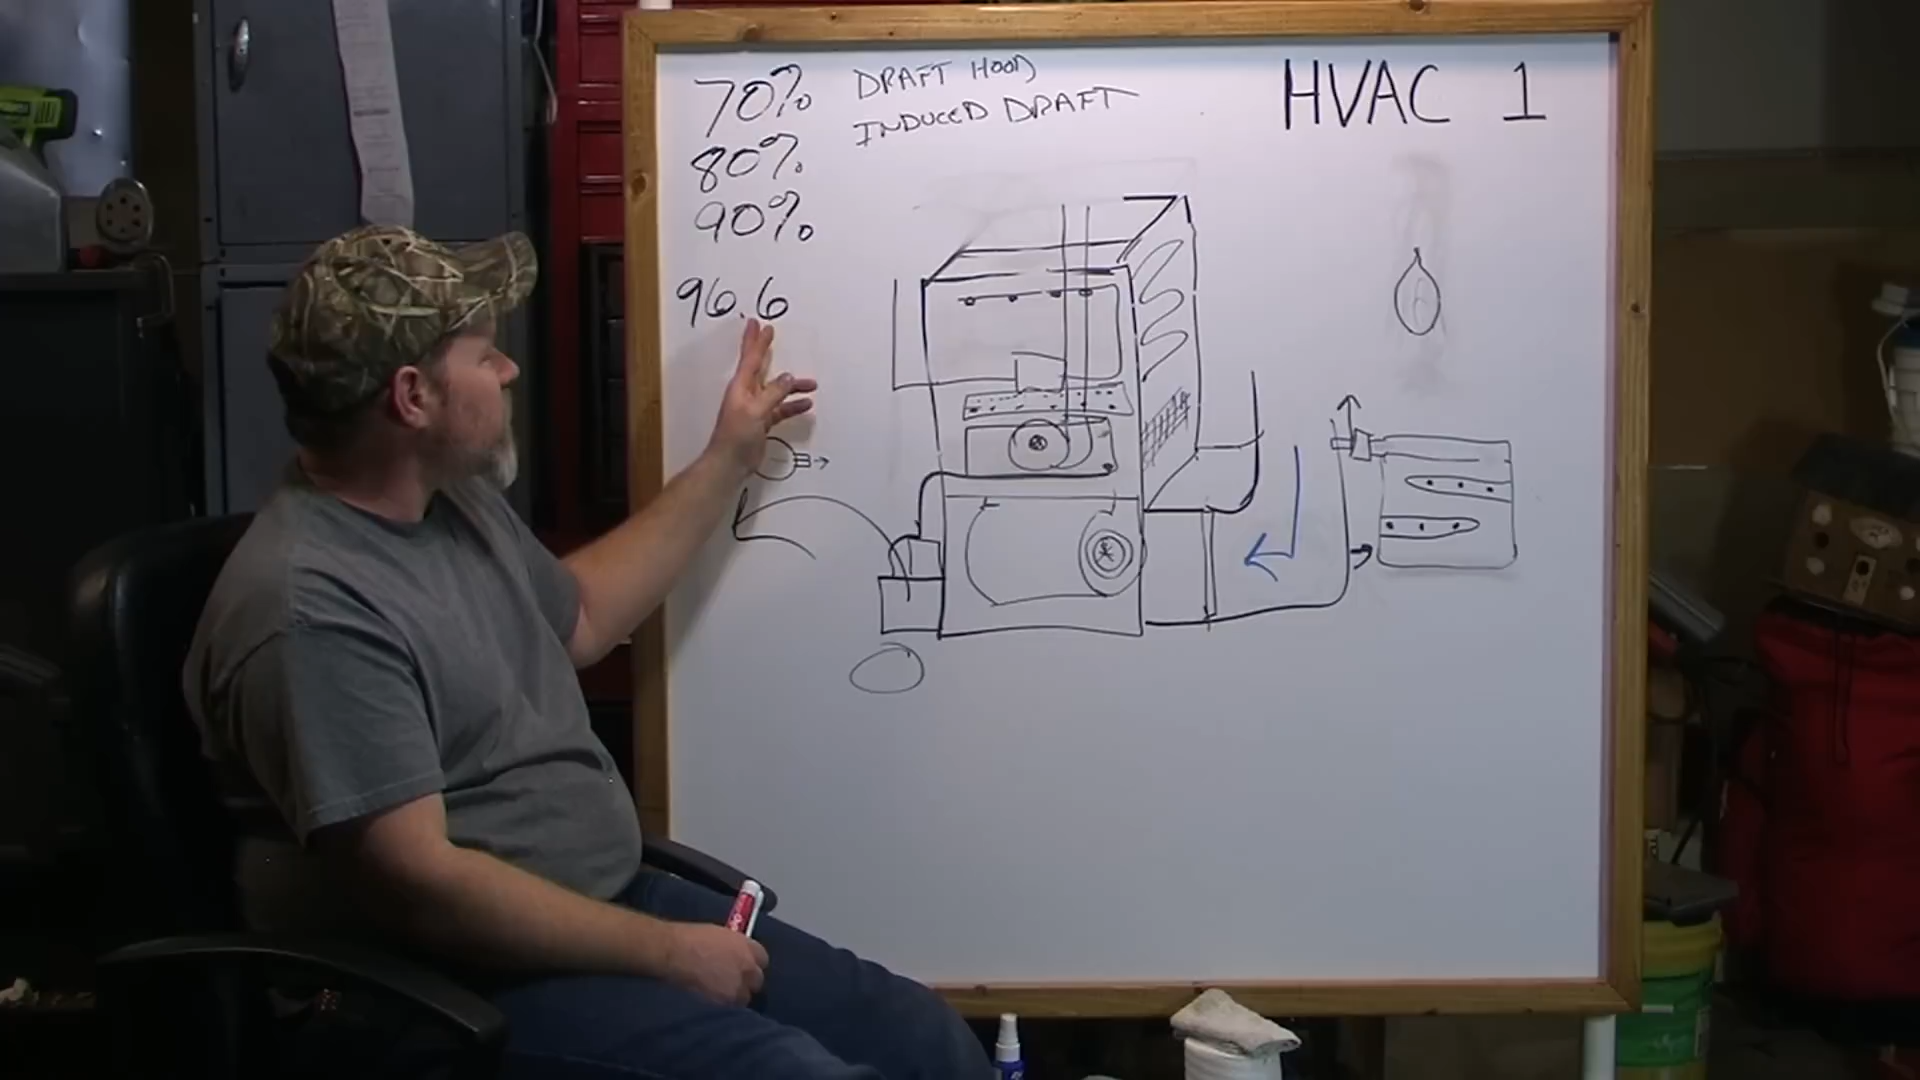 70% DRAFT HOOD
INDUCED DRAFT
HVAC 1
80%
90%
96.6